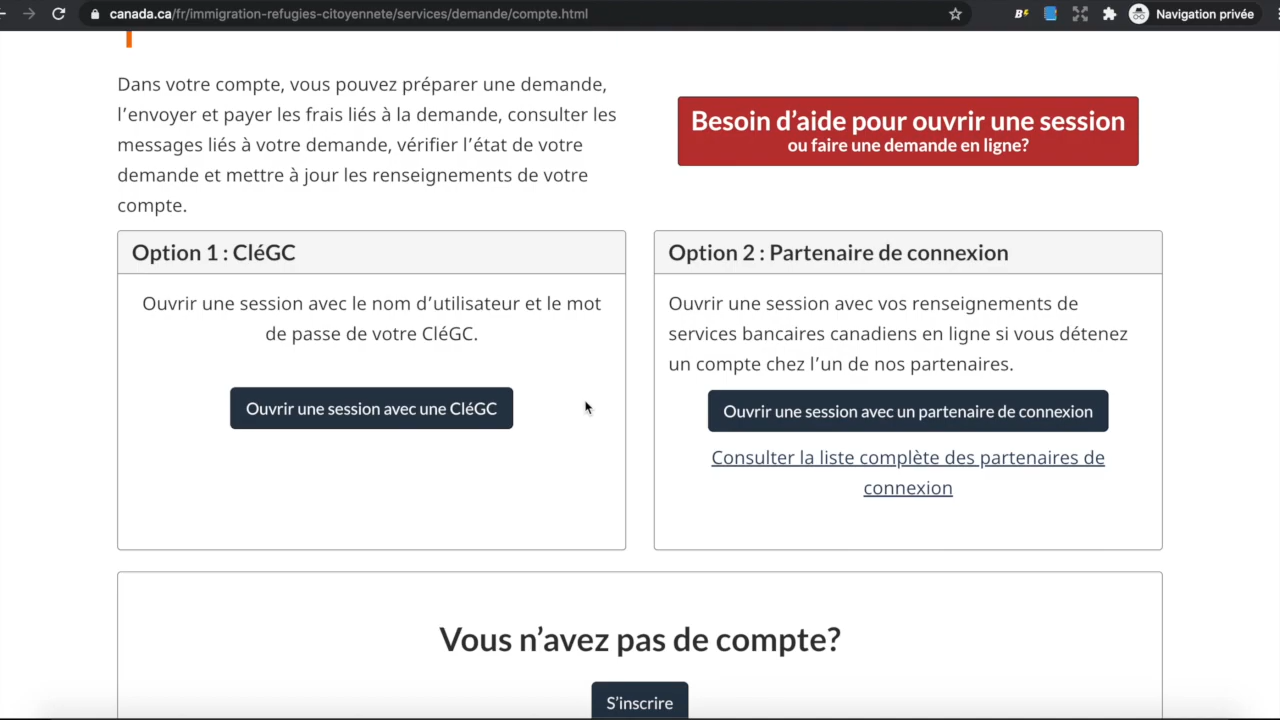 canada.ca/fr/immigration-refugies-citoyennete/services/demande/compte.html
Navigation privée
Dans votre compte, vous pouvez préparer une demande,
l’envoyer et payer les frais liés à la demande, consulter les
messages liés à votre demande, vérifier l’état de votre
demande et mettre à jour les renseignements de votre
compte.
Besoin d’aide pour ouvrir une session
ou faire une demande en ligne?
Option 1 : CléGC
Ouvrir une session avec le nom d’utilisateur et le mot
de passe de votre CléGC.
Ouvrir une session avec une CléGC
Option 2 : Partenaire de connexion
Ouvrir une session avec vos renseignements de
services bancaires canadiens en ligne si vous détenez
un compte chez l’un de nos partenaires.
Ouvrir une session avec un partenaire de connexion
Consulter la liste complète des partenaires de
connexion
Vous n’avez pas de compte?
S’inscrire